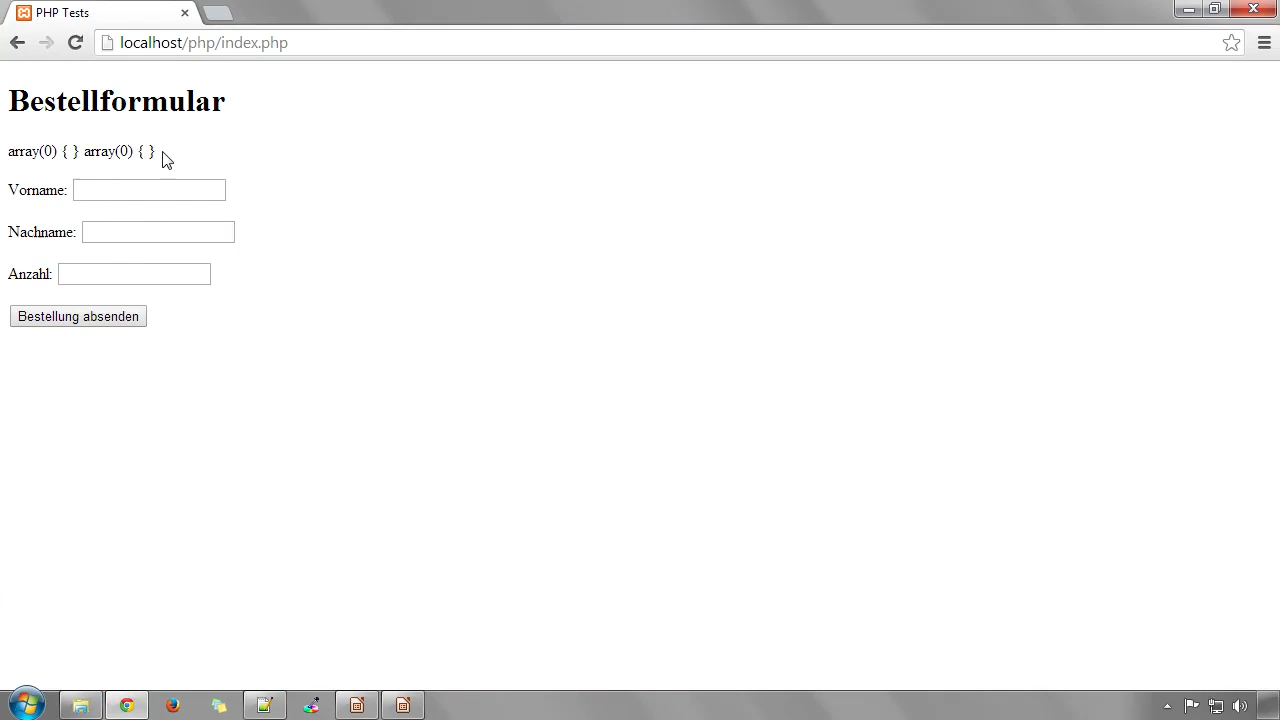 PHP Tests
localhost/php/index.php
Bestellformular
array(0) { } array(0) { }
Vorname:
Nachname:
Anzahl:
Bestellung absenden